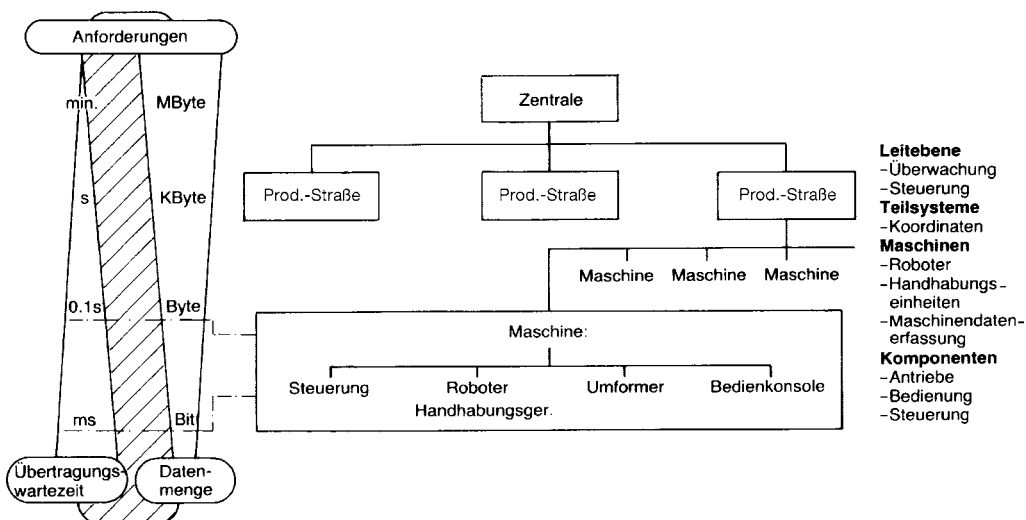 Anforderungen
min.
MByte
s
KByte
0.1s
Byte
ms
Bit
Übertragungs-
wartezeit
Daten-
menge
Zentrale
Prod.-Straße
Prod.-Straße
Prod.-Straße
Maschine
Maschine
Maschine
Maschine:
Steuerung
Roboter
Handhabungsger.
Umformer
Bedienkonsole
Leitebene
-Überwachung
-Steuerung
Teilsysteme
-Koordinaten
Maschinen
-Roboter
-Handhabungs-
einheiten
-Maschinendaten-
erfassung
Komponenten
-Antriebe
-Bedienung
-Steuerung